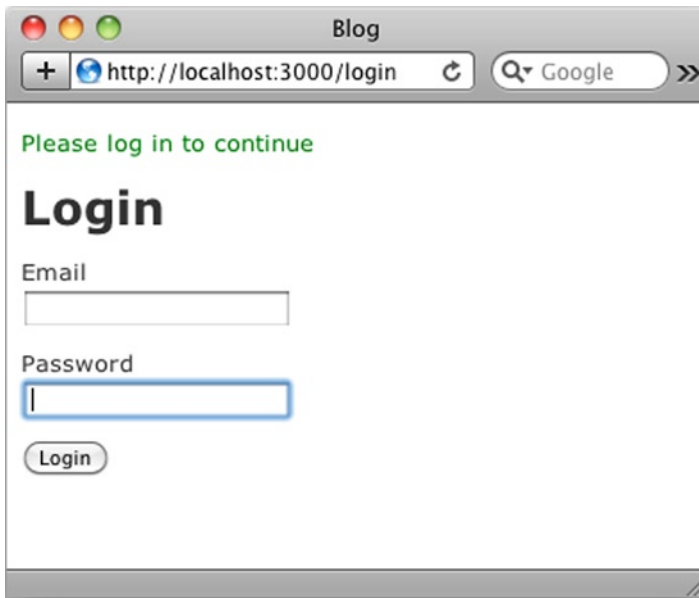 Blog
http://localhost:3000/login
Google
Please log in to continue
Login
Email
Password
Login